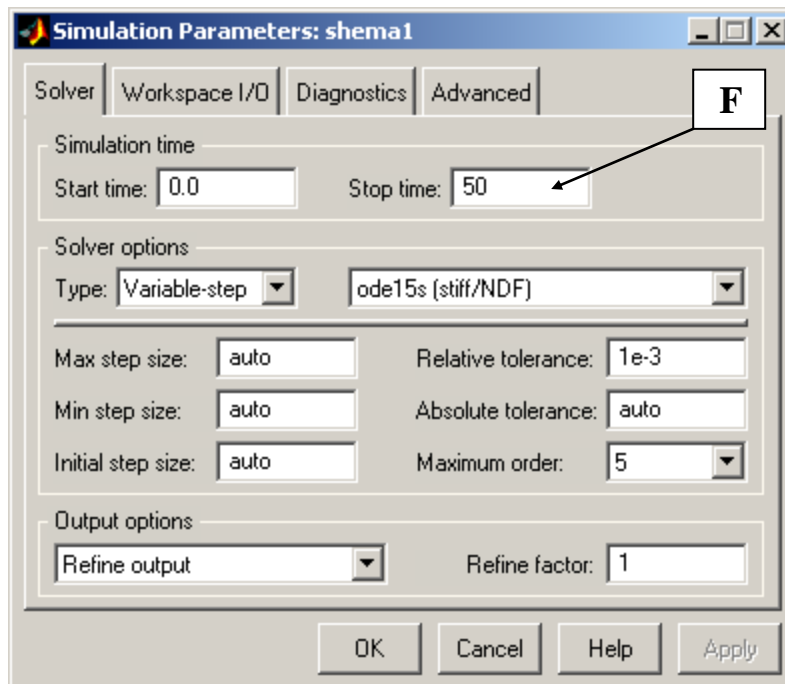 Simulation Parameters: shema1
Solver Workspace I/O Diagnostics Advanced
F
Simulation time
Start time: 0.0 Stop time: 50
Solver options
Type: Variable-step ode15s (stiff/NDF)
Max step size: auto Relative tolerance: 1e-3
Min step size: auto Absolute tolerance: auto
Initial step size: auto Maximum order: 5
Output options
Refine output Refine factor: 1
OK Cancel Help Apply